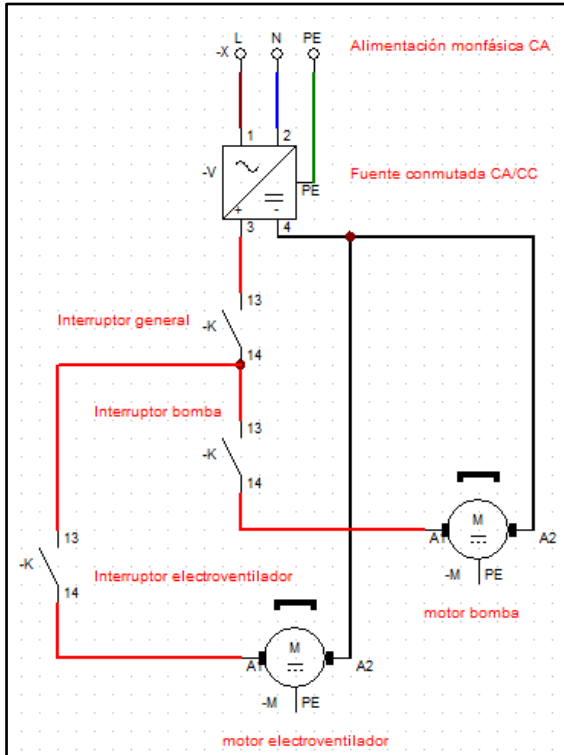 L N PE
-X
Alimentación monfásica CA
1 2
-V
PE
Fuente conmutada CA/CC
+ -
3 4
13
Interruptor general
-K
14
Interruptor bomba
13
-K
14
M
A1 A2
-M PE
motor bomba
13
-K
Interruptor electroventilador
14
M
A1 A2
-M PE
motor electroventilador